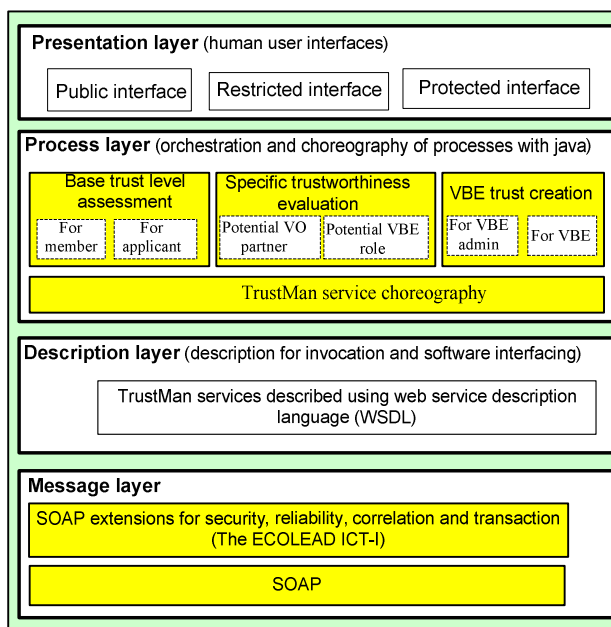 Presentation layer (human user interfaces)
Public interface
Restricted interface
Protected interface
Process layer (orchestration and choreography of processes with java)
Base trust level
assessment
For
member
For
applicant
Specific trustworthiness
evaluation
Potential VO
partner
Potential VBE
role
VBE trust creation
For VBE
admin
For VBE
TrustMan service choreography
Description layer (description for invocation and software interfacing)
TrustMan services described using web service description
language (WSDL)
Message layer
SOAP extensions for security, reliability, correlation and transaction
(The ECOLEAD ICT-I)
SOAP